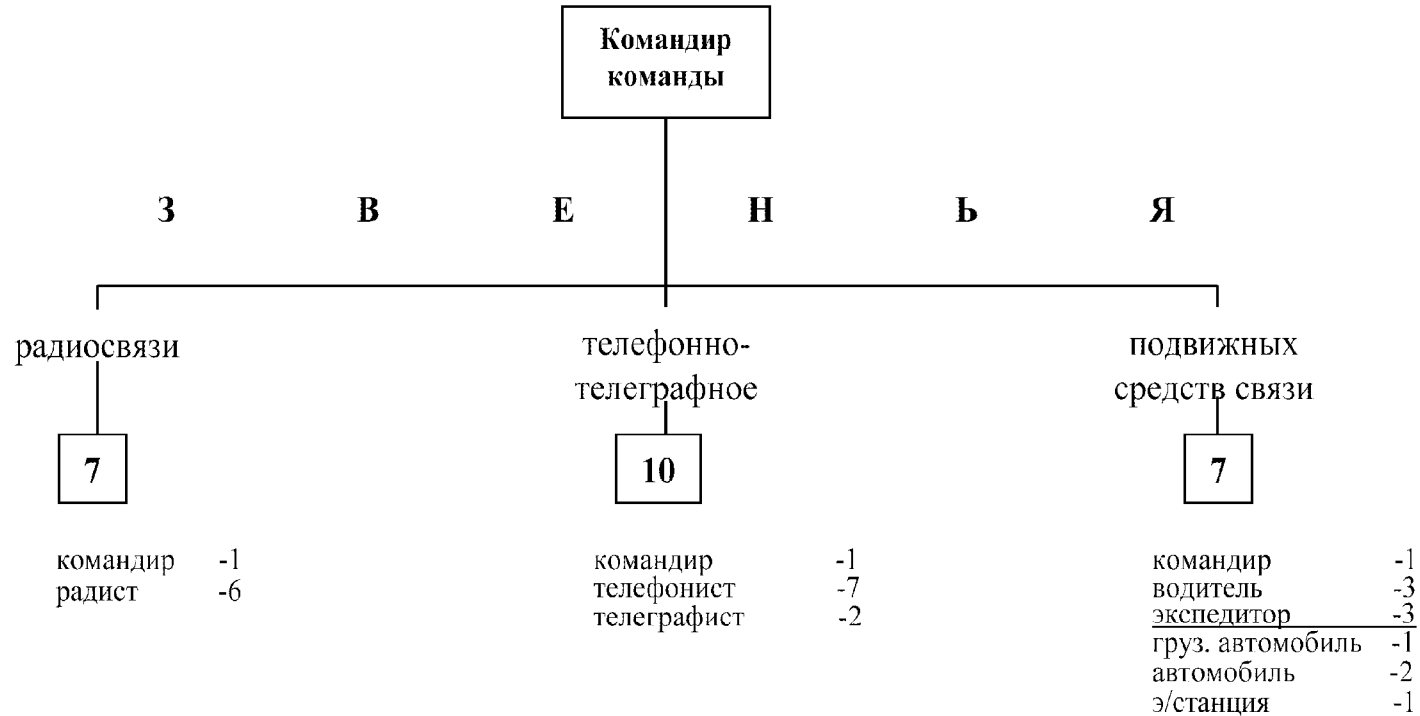 Командир
команды
З В Е Н Ь Я
радиосвязи
7
командир -1
радист -6
телефонно-
телеграфное
10
командир -1
телефонист -7
телеграфист -2
подвижных
средств связи
7
командир -1
водитель -3
экспедитор -3
груз. автомобиль -1
автомобиль -2
э/станция -1